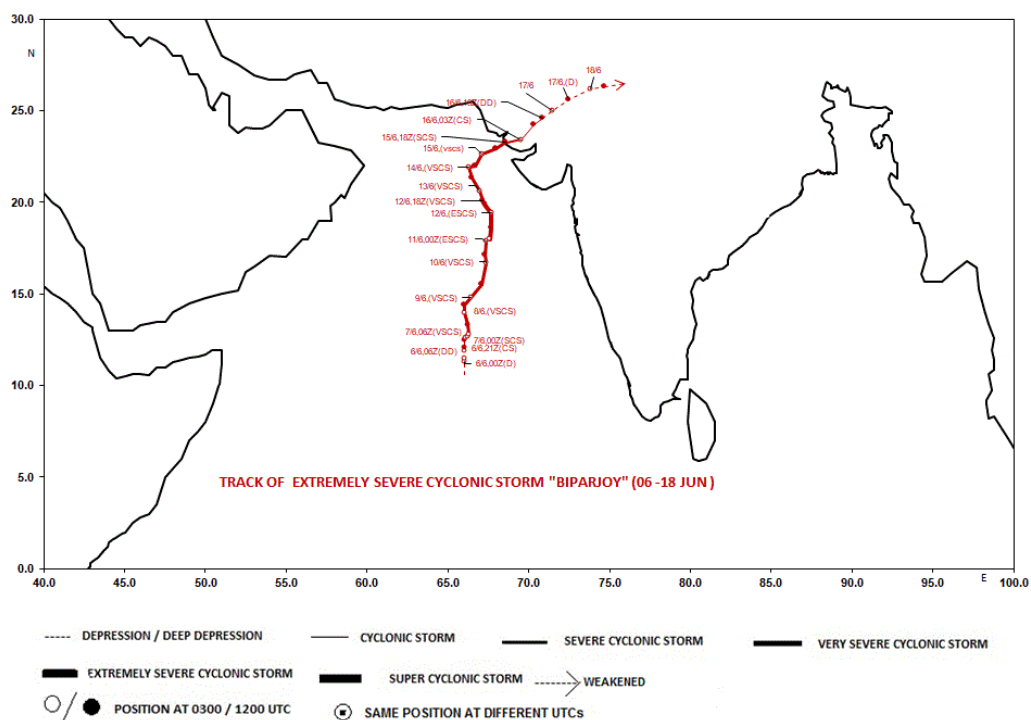 30.0
N
25.0
20.0
15.0
10.0
5.0
0.0
18/6
17/6,(D)
17/6
16/6,18Z(DD)
16/6,03Z(CS)
15/6,18Z(SCS)
15/6,(vscs)
14/6,(VSCS)
13/6(VSCS)
12/6,18Z(VSCS)
12/6,(ESCS)
11/6,00Z(ESCS)
10/6(VSCS)
9/6,(VSCS)
8/6,(VSCS)
7/6,06Z(VSCS)
7/6,00Z(SCS)
6/6,21Z(CS)
6/6,06Z(DD)
6/6,00Z(D)
TRACK OF EXTREMELY SEVERE CYCLONIC STORM "BIPARJOY" (06 -18 JUN )
E
40.0 45.0 50.0 55.0 60.0 65.0 70.0 75.0 80.0 85.0 90.0 95.0 100.0
DEPRESSION / DEEP DEPRESSION CYCLONIC STORM SEVERE CYCLONIC STORM VERY SEVERE CYCLONIC STORM
EXTREMELY SEVERE CYCLONIC STORM SUPER CYCLONIC STORM WEAKENED
POSITION AT 0300 / 1200 UTC SAME POSITION AT DIFFERENT UTCs